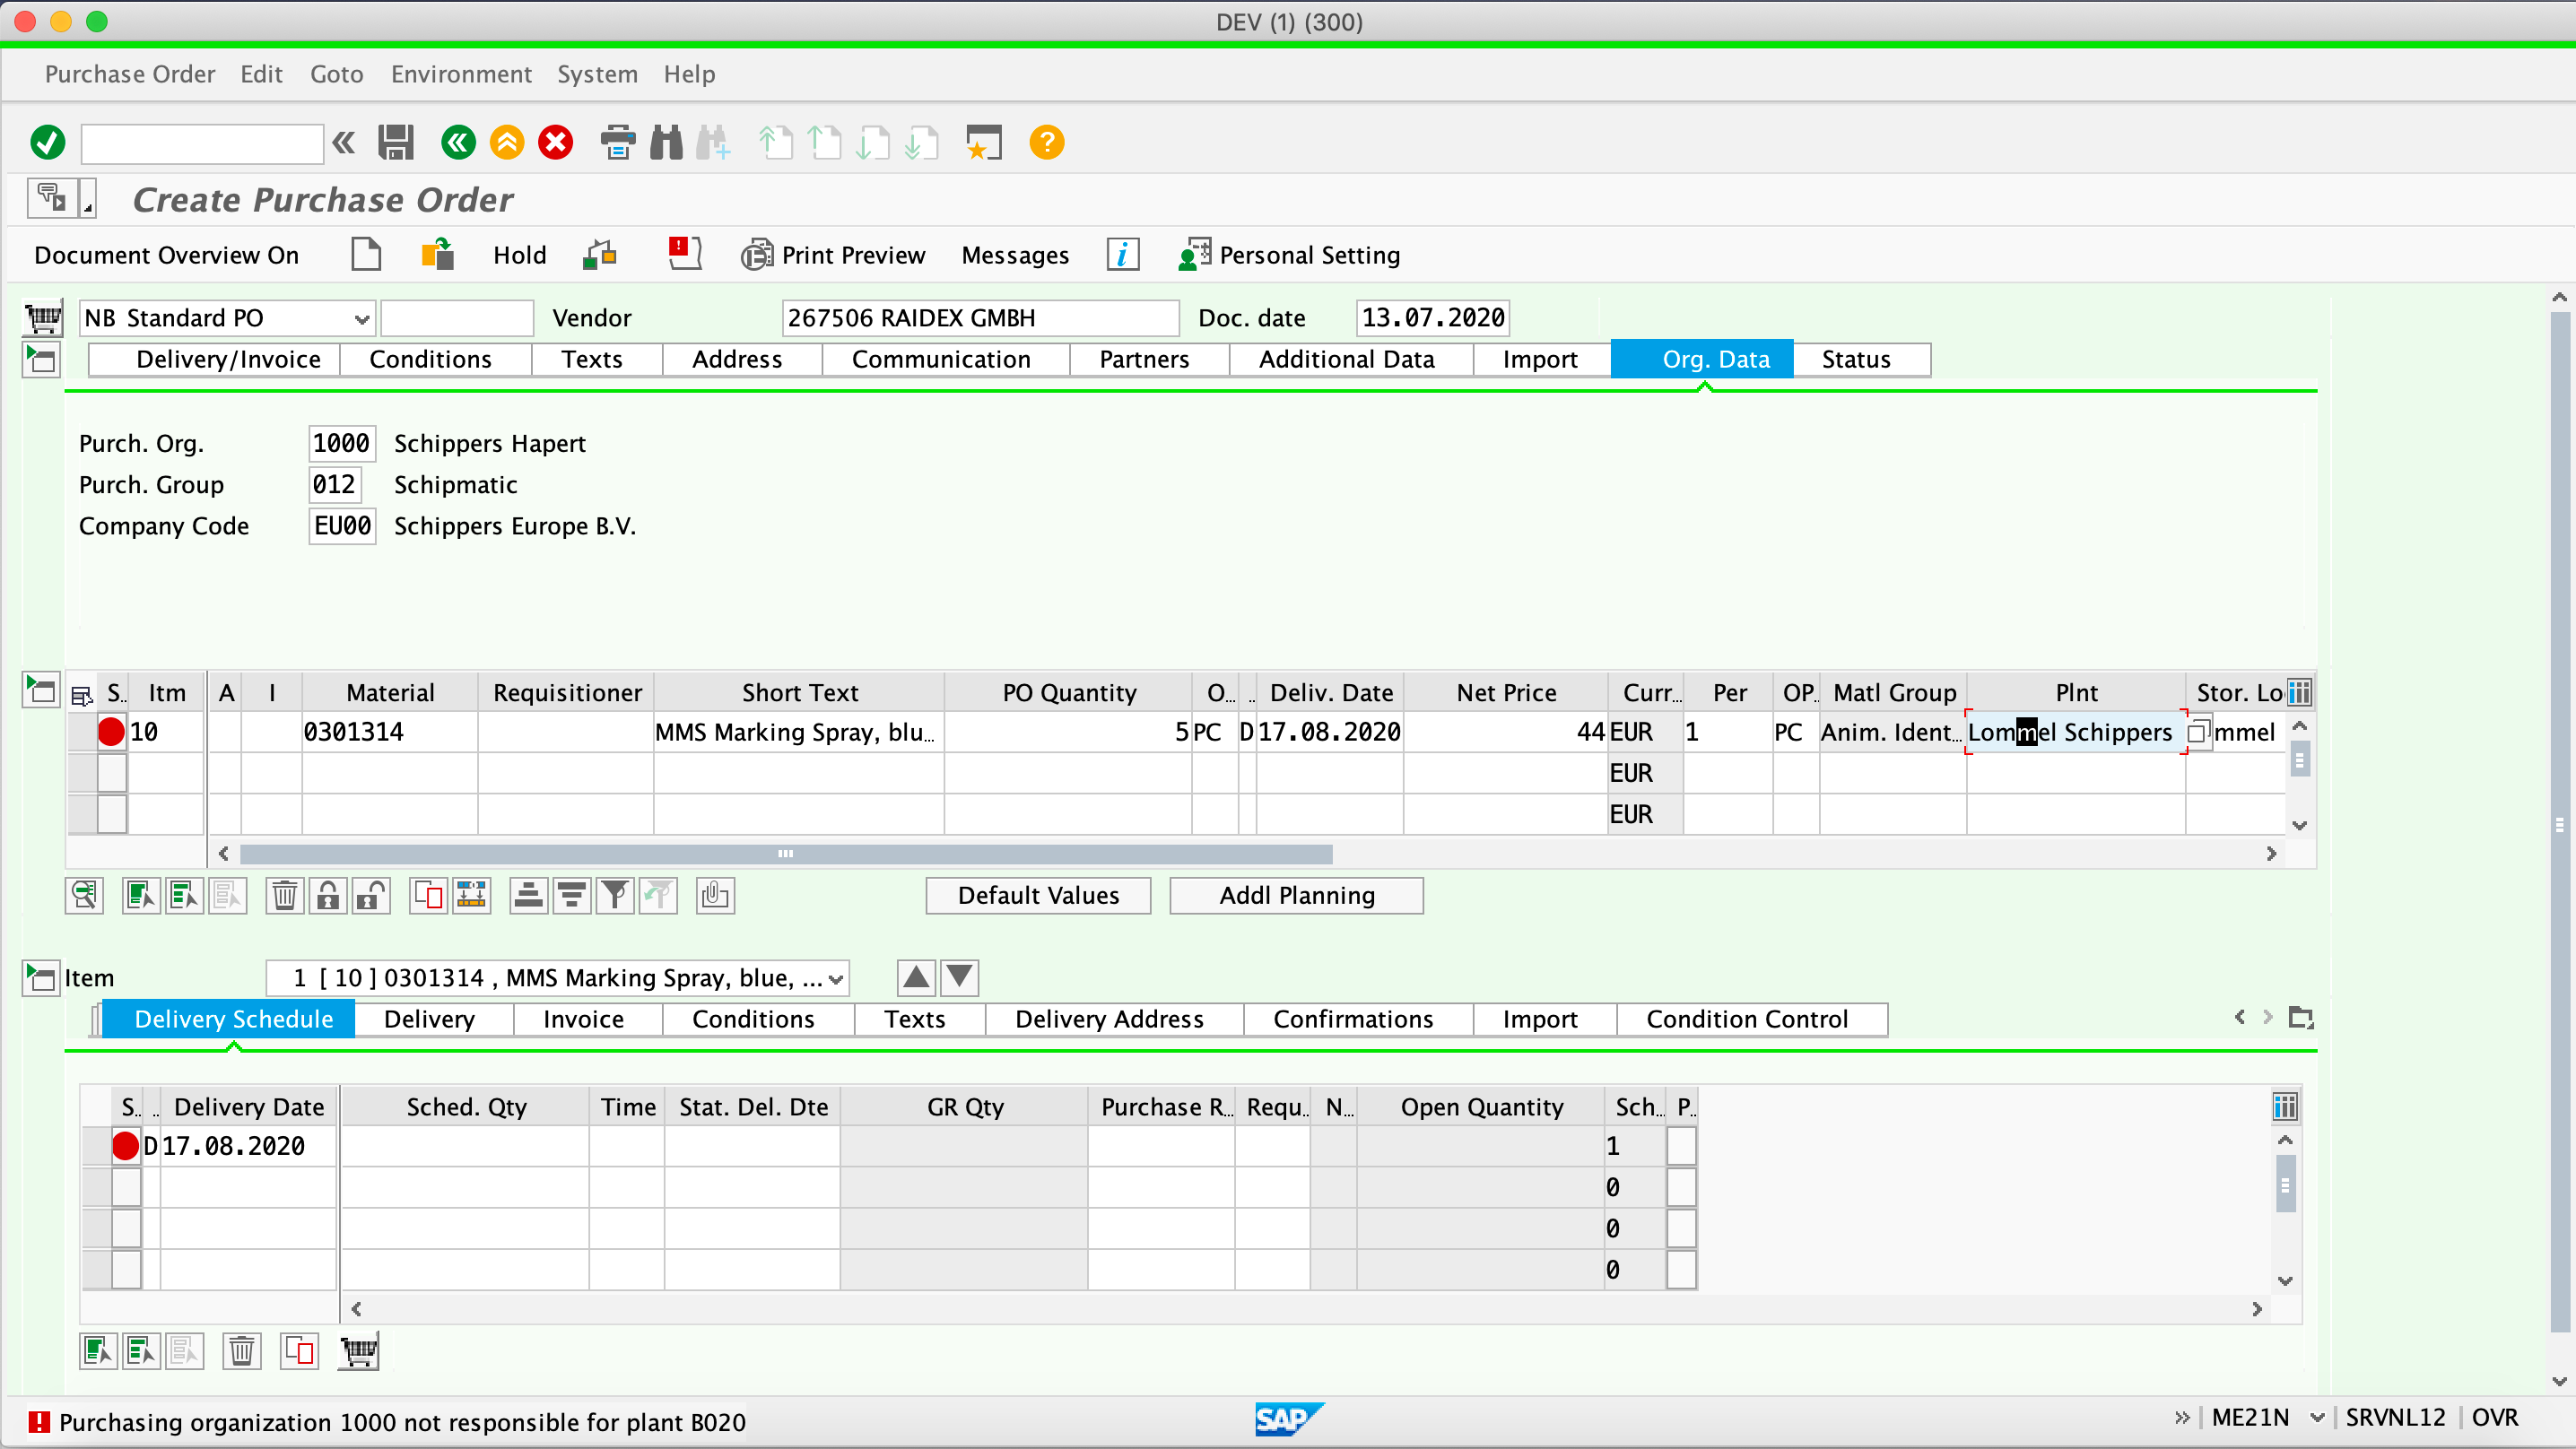 DEV (1) (300)
Purchase Order Edit Goto Environment System Help
Create Purchase Order
Document Overview On Hold Print Preview Messages Personal Setting
NB Standard PO Vendor 267506 RAIDEX GMBH Doc. date 13.07.2020
Delivery/Invoice Conditions Texts Address Communication Partners Additional Data Import Org. Data Status
Purch. Org. 1000 Schippers Hapert
Purch. Group 012 Schipmatic
Company Code EU00 Schippers Europe B.V.
S.. Itm A I Material Requisitioner Short Text PO Quantity O... .. Deliv. Date Net Price Curr... Per OP.. Matl Group Plnt Stor. Lo
10 0301314 MMS Marking Spray, blu... 5 PC D 17.08.2020 44 EUR 1 PC Anim. Ident... Lommel Schippers mmel
EUR
EUR
Default Values Addl Planning
Item 1 [ 10 ] 0301314 , MMS Marking Spray, blue, ...
Delivery Schedule Delivery Invoice Conditions Texts Delivery Address Confirmations Import Condition Control
S.. .. Delivery Date Sched. Qty Time Stat. Del. Dte GR Qty Purchase R... Requ.. N... Open Quantity Sch... P..
D 17.08.2020 1
0
0
0
Purchasing organization 1000 not responsible for plant B020 SAP ME21N SRVNL12 OVR